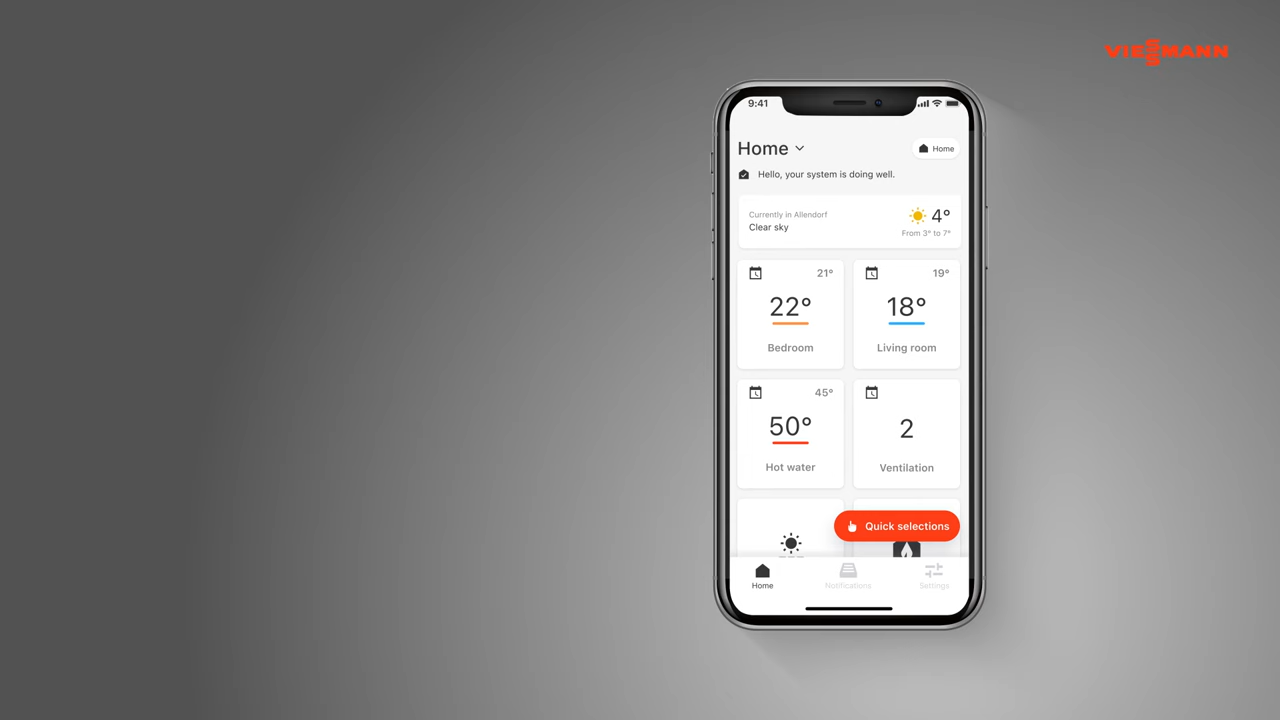 VIESSMANN
9:41
Home
Home
Hello, your system is doing well.
Currently in Allendorf
Clear sky
4°
From 3° to 7°
21°
22°
Bedroom
19°
18°
Living room
45°
50°
Hot water
2
Ventilation
Quick selections
Home
Notifications
Settings